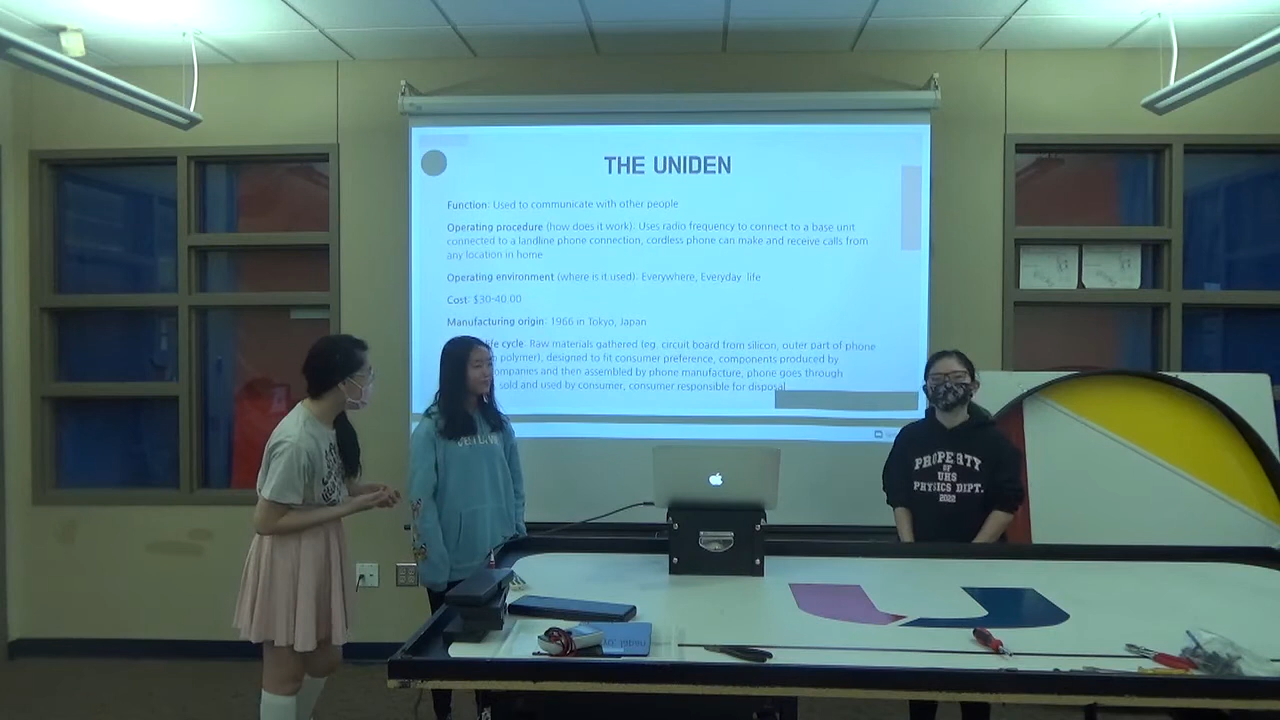 THE UNIDEN
Function: Used to communicate with other people
Operating procedure (how does it work): Uses radio frequency to connect to a base unit
connected to a landline phone connection, cordless phone can make and receive calls from
any location in home
Operating environment (where is it used): Everywhere, Everyday life
Cost: $30-40.00
Manufacturing origin: 1966 in Tokyo, Japan
cycle: Raw materials gathered (eg. circuit board from silicon, outer part of phone
polymer), designed to fit consumer preference, components produced by
and then assembled by phone manufacture, phone goes through
sold and used by consumer, consumer responsible for disposal
PROPERTY
OF
UHS
PHYSICS DIPT.
2022